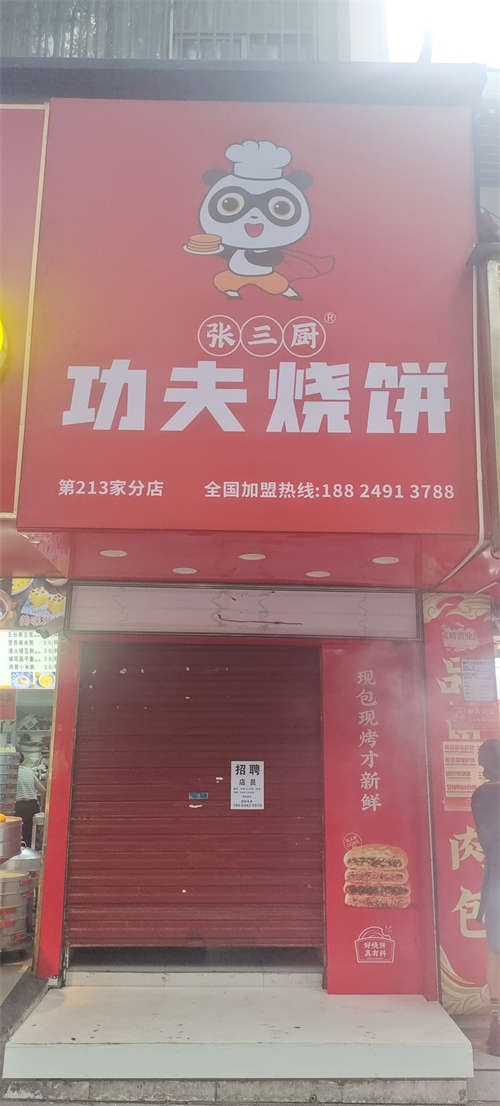 张三厨®
功夫烧饼
第213家分店
全国加盟热线:188 2491 3788
现包现烤才新鲜
招聘
店员
好烧饼
真有料
肉包